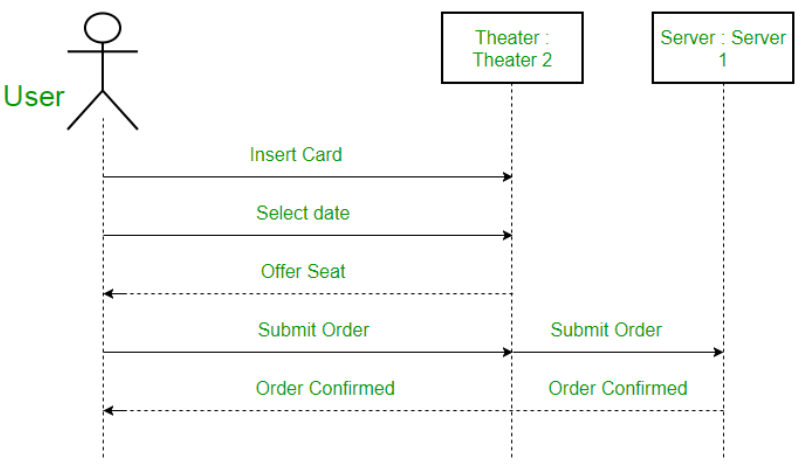 Theater :
Theater 2
Server : Server
1
User
Insert Card
Select date
Offer Seat
Submit Order
Submit Order
Order Confirmed
Order Confirmed